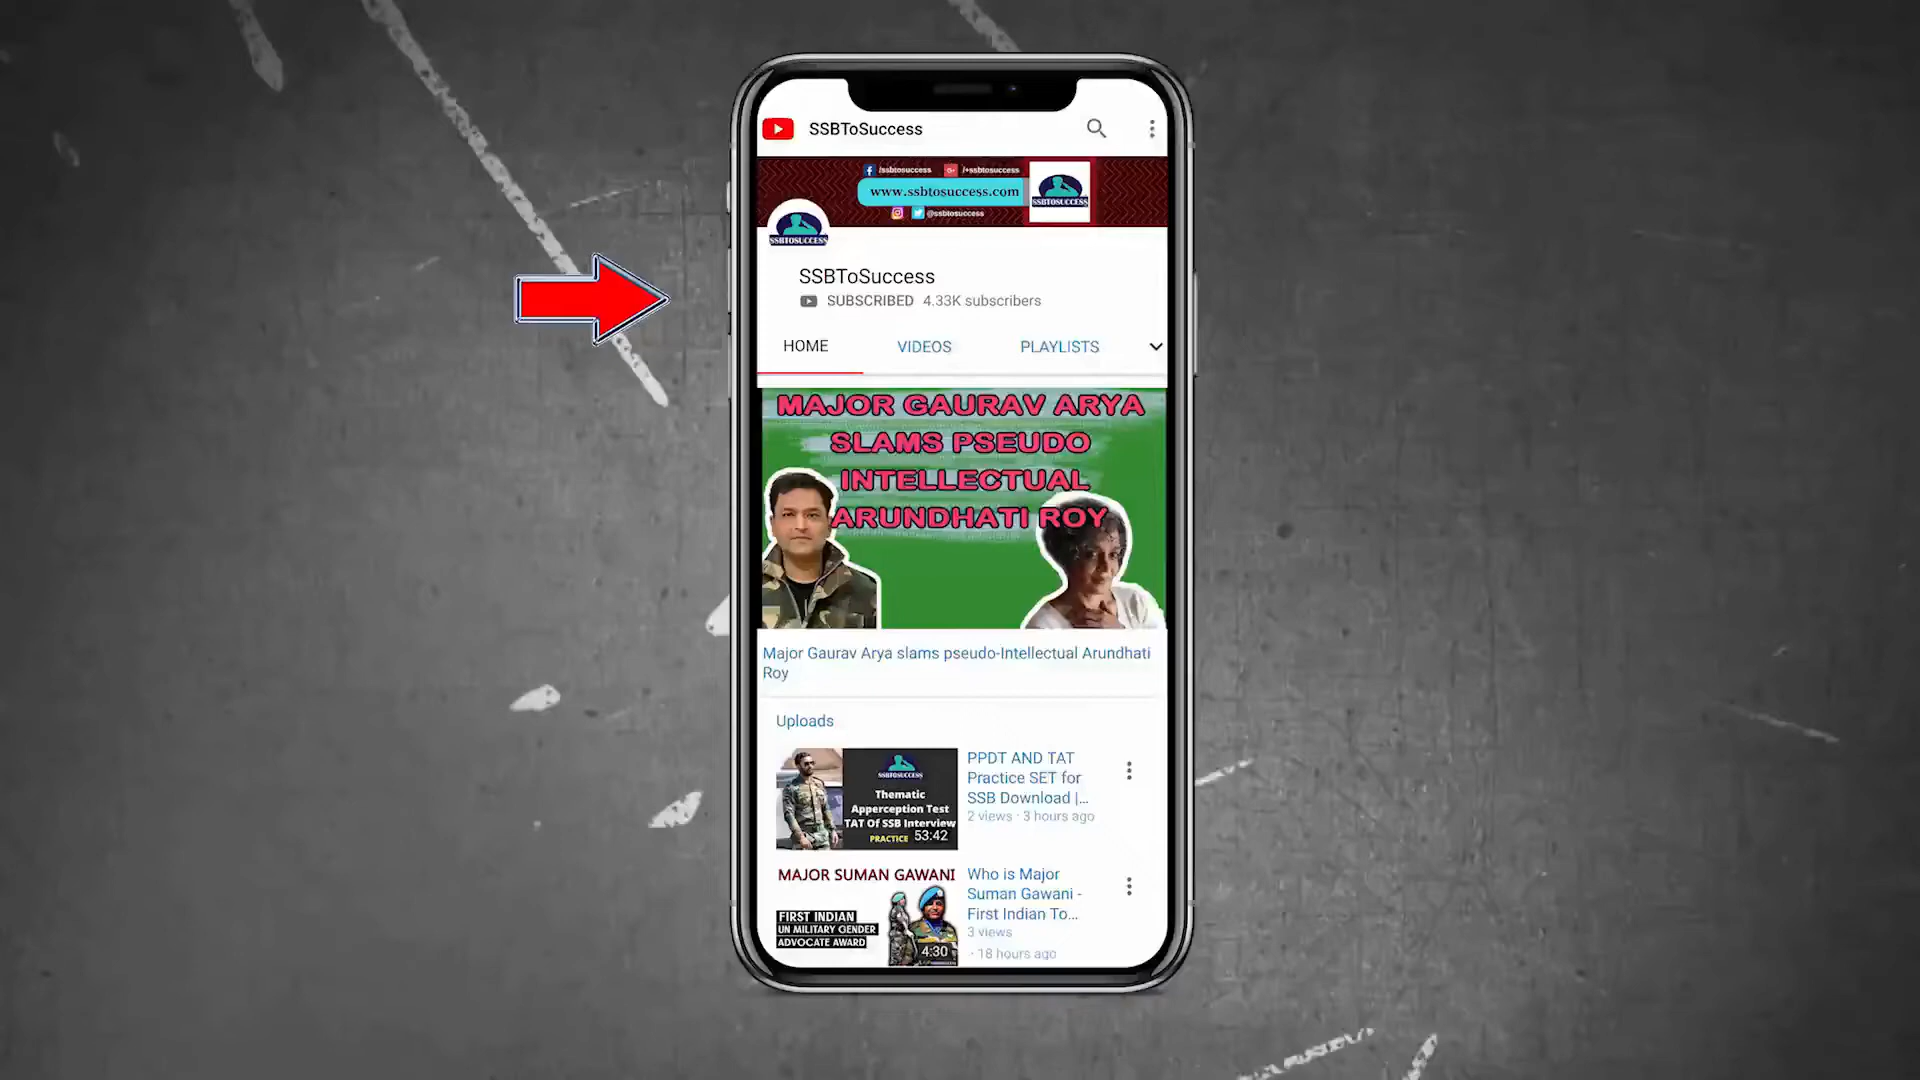 SSBToSuccess
/ssbtosuccess
/+ssbtosuccess
www.ssbtosuccess.com
@ssbtosuccess
SSBTOSUCCESS
SSBTOSUCCESS
SSBToSuccess
SUBSCRIBED 4.33K subscribers
HOME VIDEOS PLAYLISTS
MAJOR GAURAV ARYA
SLAMS PSEUDO
INTELLECTUAL
ARUNDHATI ROY
Major Gaurav Arya slams pseudo-Intellectual Arundhati
Roy
Uploads
SSBTOSUCCESS
Thematic
Apperception Test
TAT Of SSB Interview
PRACTICE 53:42
PPDT AND TAT
Practice SET for
SSB Download |...
2 views · 3 hours ago
MAJOR SUMAN GAWANI
FIRST INDIAN
UN MILITARY GENDER
ADVOCATE AWARD
4:30
Who is Major
Suman Gawani -
First Indian To...
3 views
· 18 hours ago